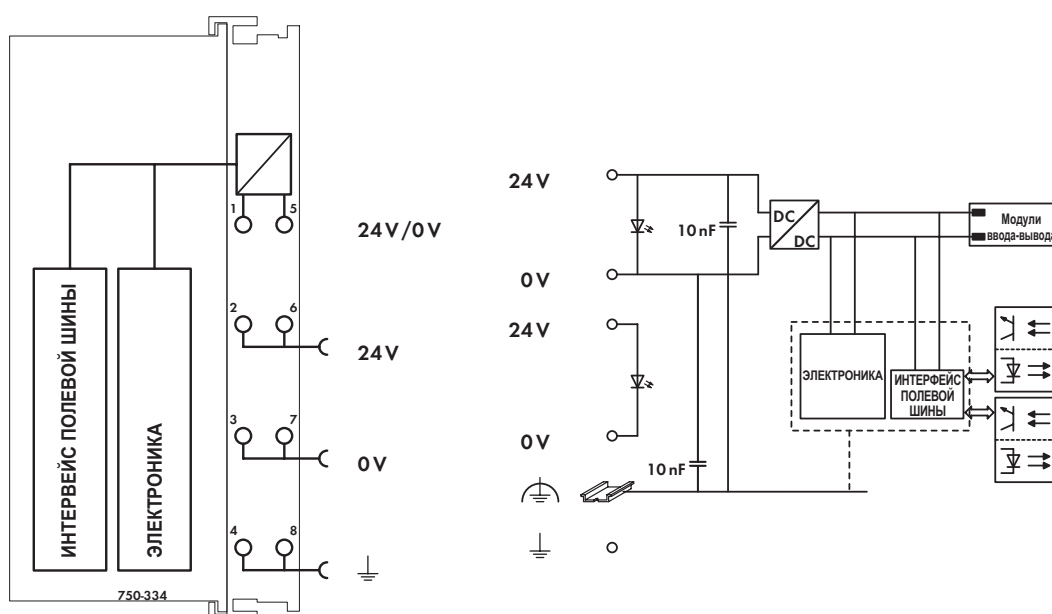 1
5
24V/0V
ИНТЕРВЕЙС ПОЛЕВОЙ ШИНЫ
ЭЛЕКТРОНИКА
2
6
24V
3
7
0V
4
8
750-334
24V
10nF
DC
DC
Модули
ввода-вывода
0V
24V
ЭЛЕКТРОНИКА
ИНТЕРФЕЙС
ПОЛЕВОЙ
ШИНЫ
0V
10nF